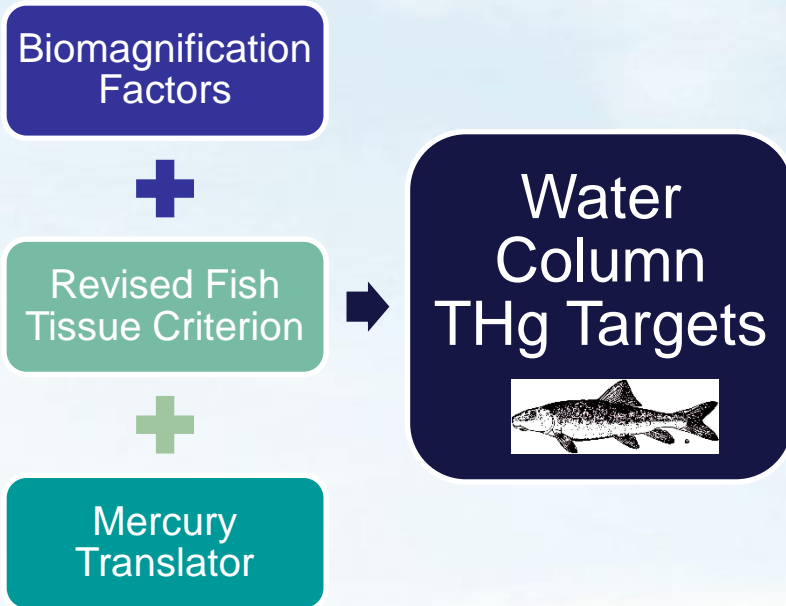 Biomagnification
Factors
Revised Fish
Tissue Criterion
Mercury
Translator
Water
Column
THg Targets